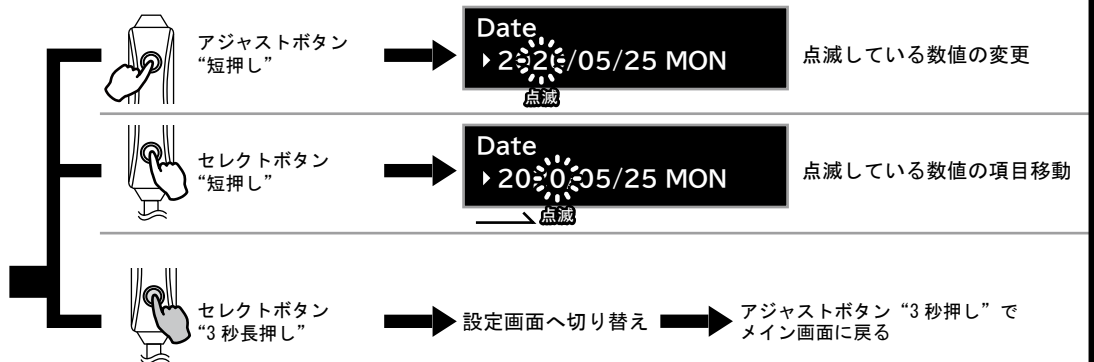 アジャストボタン
“短押し”
Date
2020/05/25 MON
点滅
点滅している数値の変更
セレクトボタン
“短押し”
Date
2020/05/25 MON
点滅
点滅している数値の項目移動
セレクトボタン
“3 秒長押し”
設定画面へ切り替え
アジャストボタン “3 秒押し” で
メイン画面に戻る